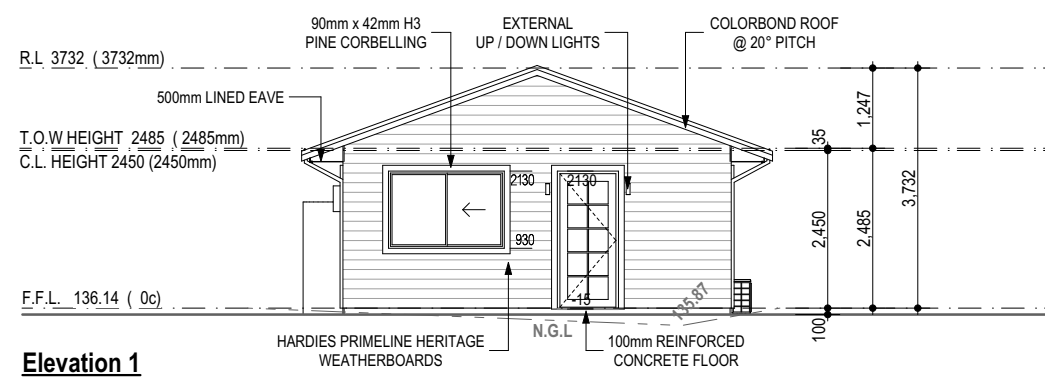 90mm x 42mm H3
PINE CORBELLING
EXTERNAL
UP / DOWN LIGHTS
COLORBOND ROOF
@ 20° PITCH
R.L 3732 ( 3732mm)
500mm LINED EAVE
1,247
T.O.W HEIGHT 2485 ( 2485mm)
35
C.L. HEIGHT 2450 (2450mm)
2130
2130
3,732
2,450
2,485
930
F.F.L. 136.14 ( 0c)
-15
135.87
100
N.G.L
HARDIES PRIMELINE HERITAGE
WEATHERBOARDS
100mm REINFORCED
CONCRETE FLOOR
Elevation 1